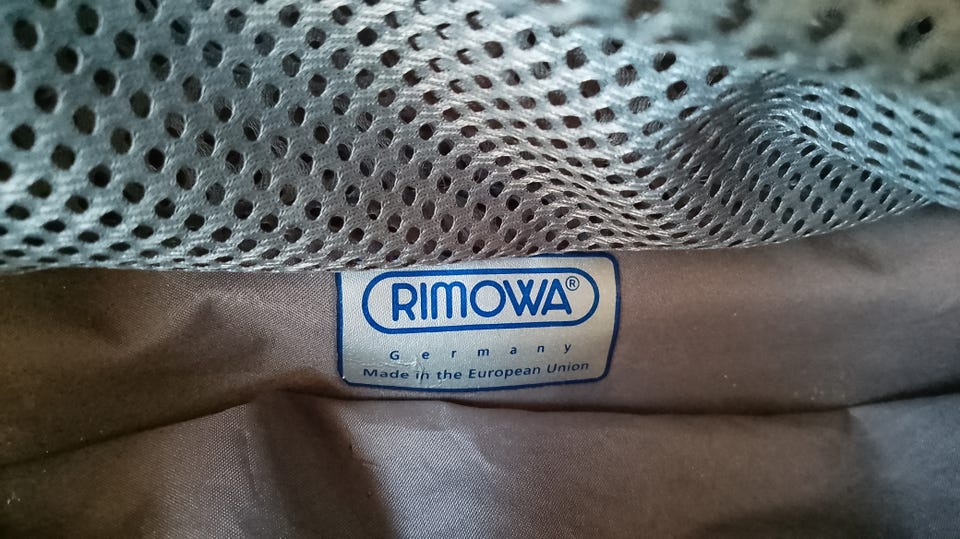 RIMOWA®
Germany
Made in the European Union